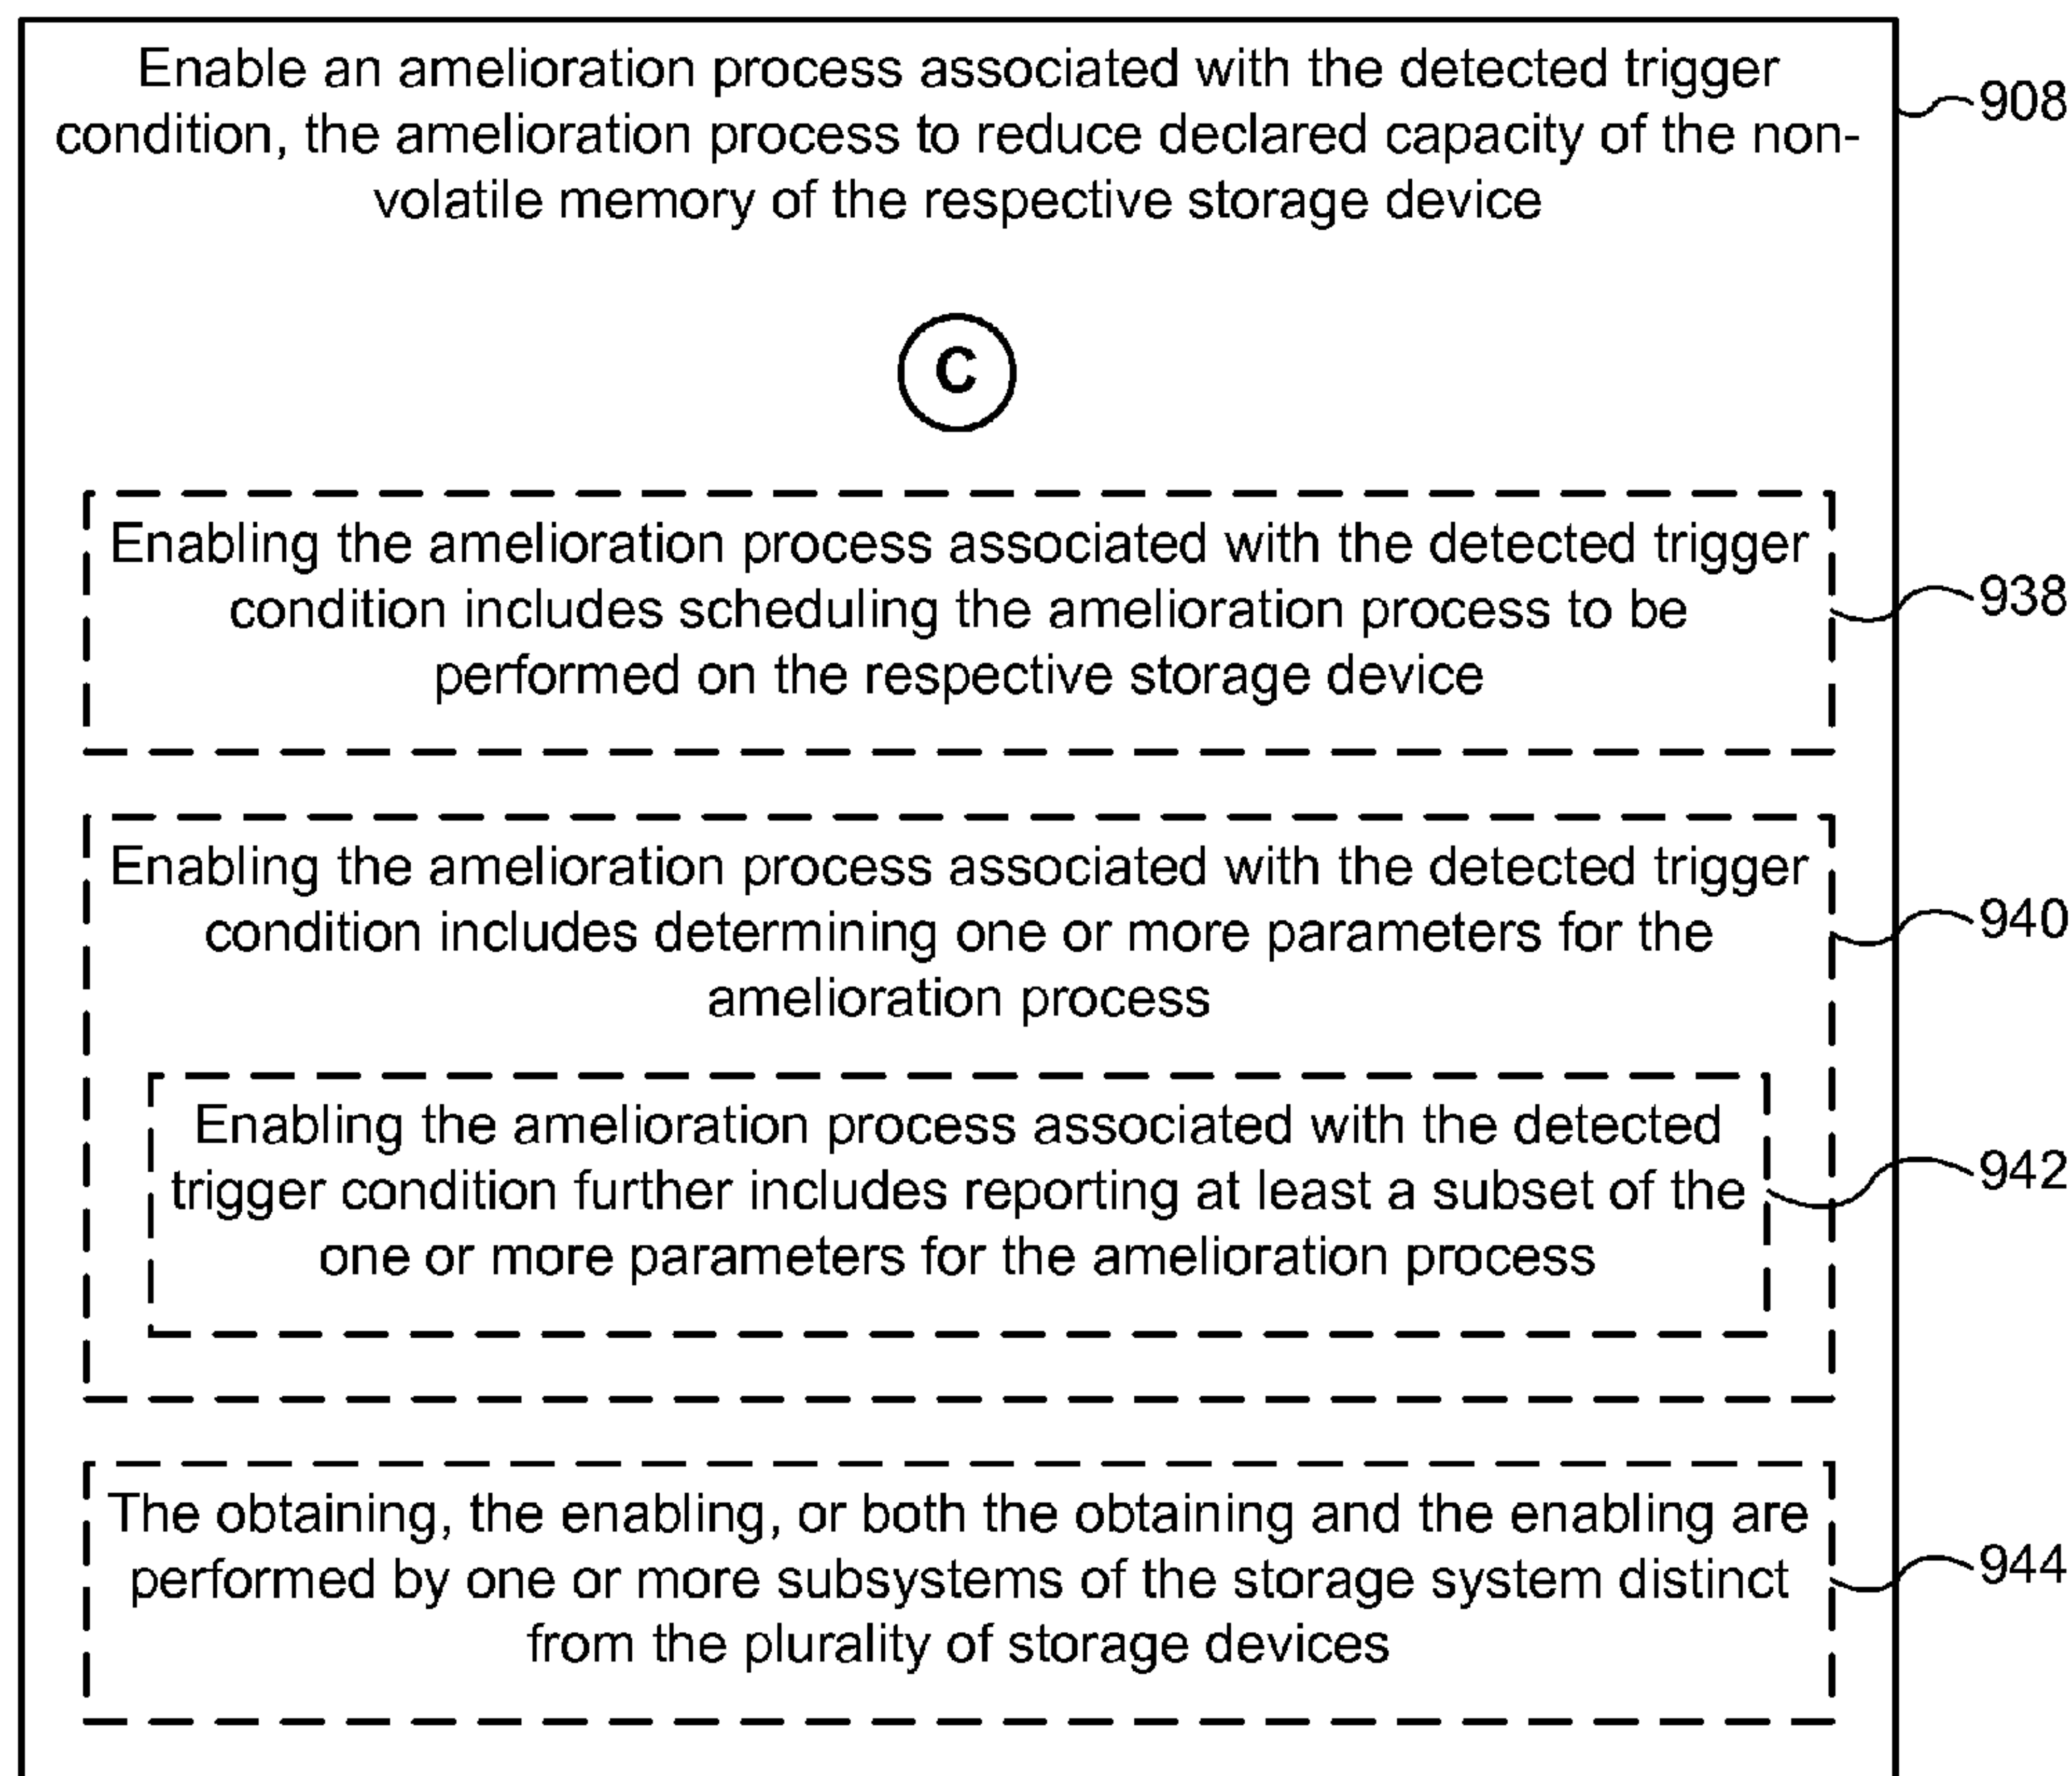 Enable an amelioration process associated with the detected trigger
condition, the amelioration process to reduce declared capacity of the non-
volatile memory of the respective storage device
908
C
Enabling the amelioration process associated with the detected trigger
condition includes scheduling the amelioration process to be
performed on the respective storage device
938
Enabling the amelioration process associated with the detected trigger
condition includes determining one or more parameters for the
amelioration process
940
Enabling the amelioration process associated with the detected
trigger condition further includes reporting at least a subset of the
one or more parameters for the amelioration process
942
The obtaining, the enabling, or both the obtaining and the enabling are
performed by one or more subsystems of the storage system distinct
from the plurality of storage devices
944